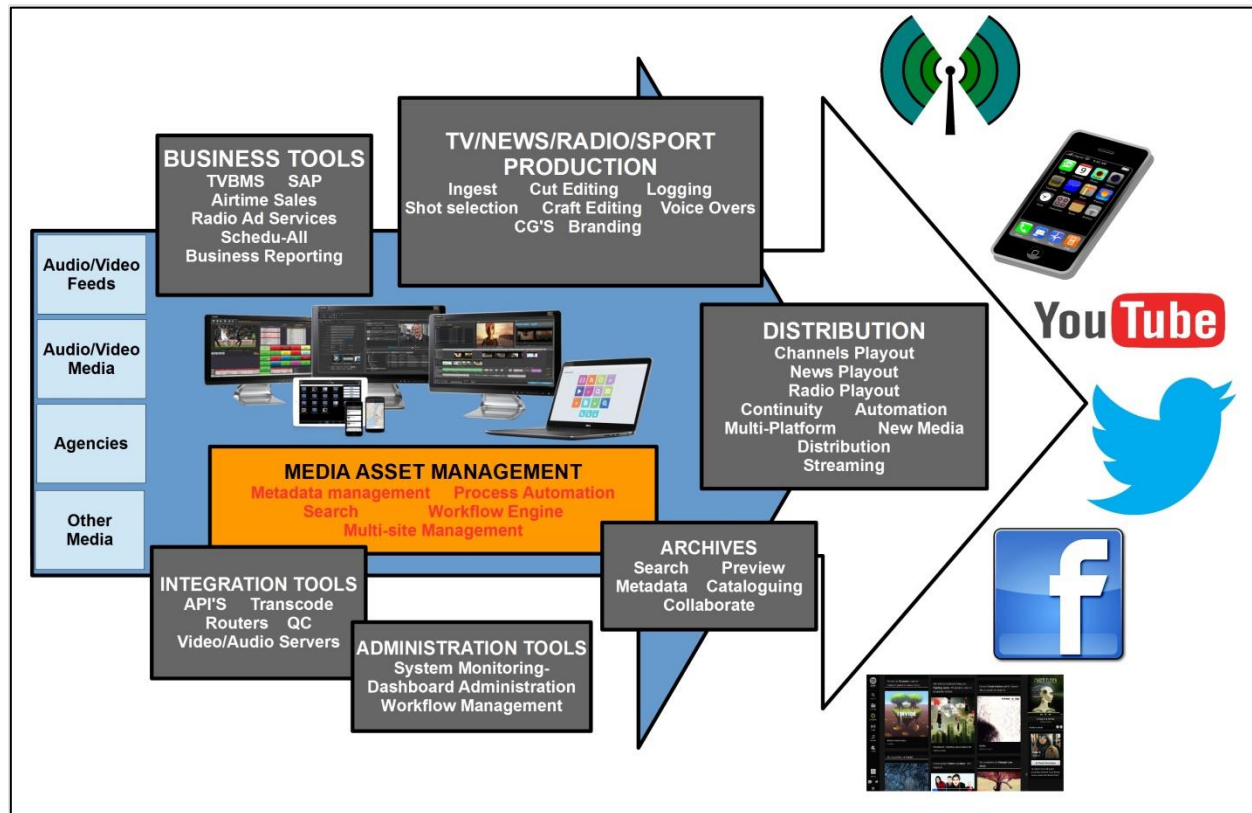 BUSINESS TOOLS
TVBMS SAP
Airtime Sales
Radio Ad Services
Schedu-All
Business Reporting
TV/NEWS/RADIO/SPORT
PRODUCTION
Ingest Cut Editing Logging
Shot selection Craft Editing Voice Overs
CG'S Branding
Audio/Video
Feeds
Audio/Video
Media
Agencies
Other
Media
MEDIA ASSET MANAGEMENT
Metadata management Process Automation
Search Workflow Engine
Multi-site Management
DISTRIBUTION
Channels Playout
News Playout
Radio Playout
Continuity Automation
Multi-Platform New Media
Distribution
Streaming
INTEGRATION TOOLS
API'S Transcode
Routers QC
Video/Audio Servers
ADMINISTRATION TOOLS
System Monitoring-
Dashboard Administration
Workflow Management
ARCHIVES
Search Preview
Metadata Cataloguing
Collaborate
YouTube
f